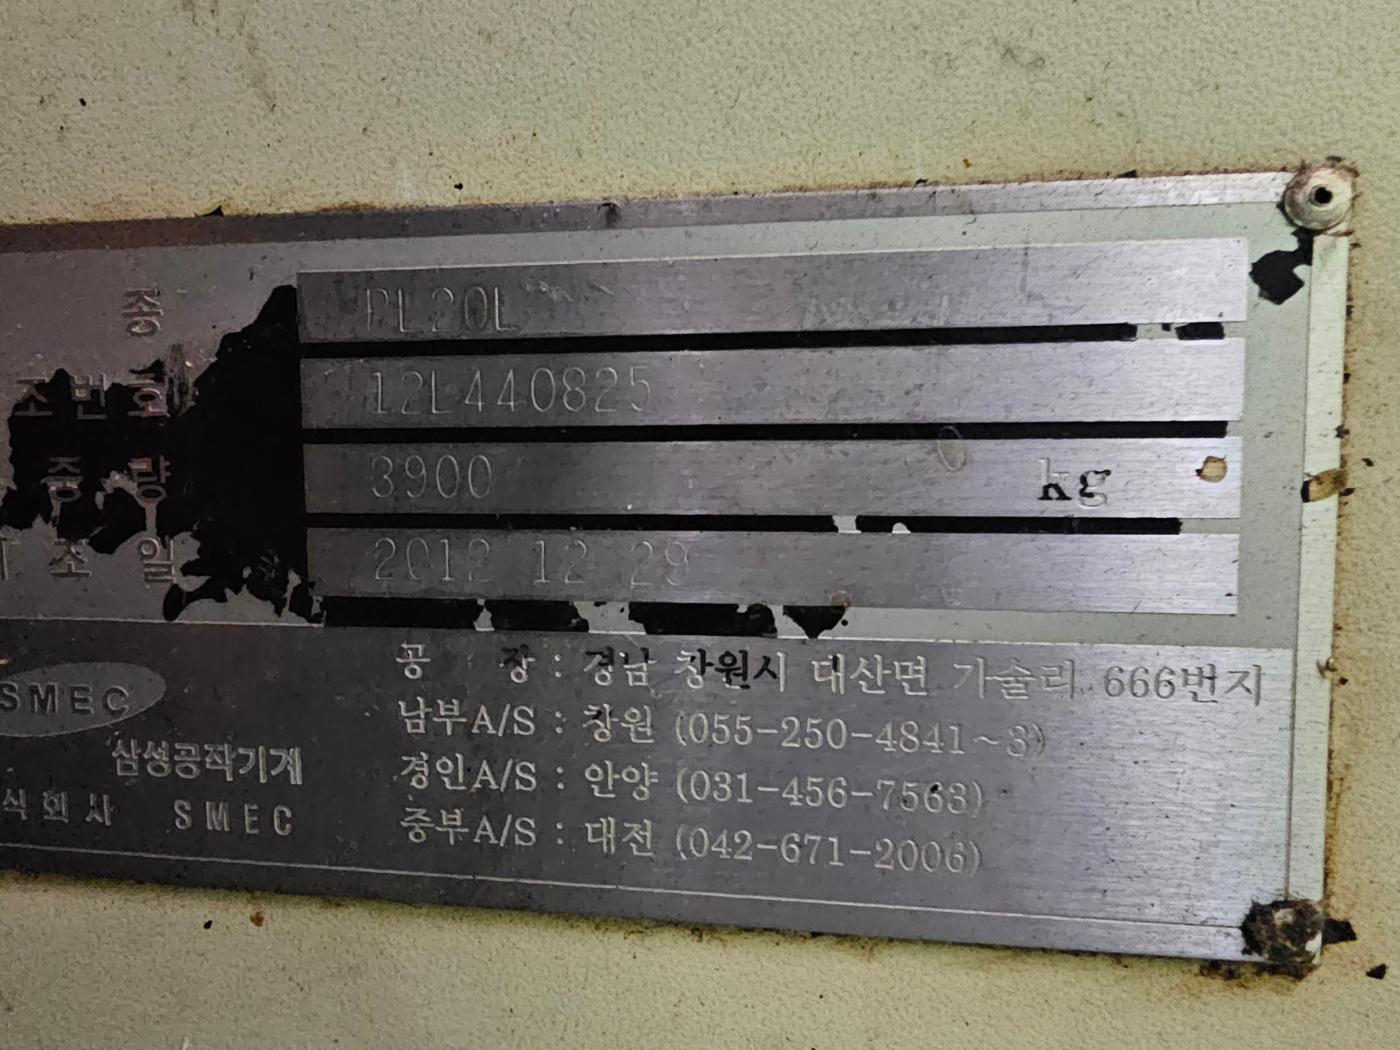 종 PL20L
조번호 12L440825
중량 3900 kg
제조일 2012 12 29
SMEC
삼성공작기계
식회사 SMEC
공 장 : 경남 창원시 대산면 가술리 666번지
남부A/S : 창원 (055-250-4841~3)
경인A/S : 안양 (031-456-7563)
중부A/S : 대전 (042-671-2006)